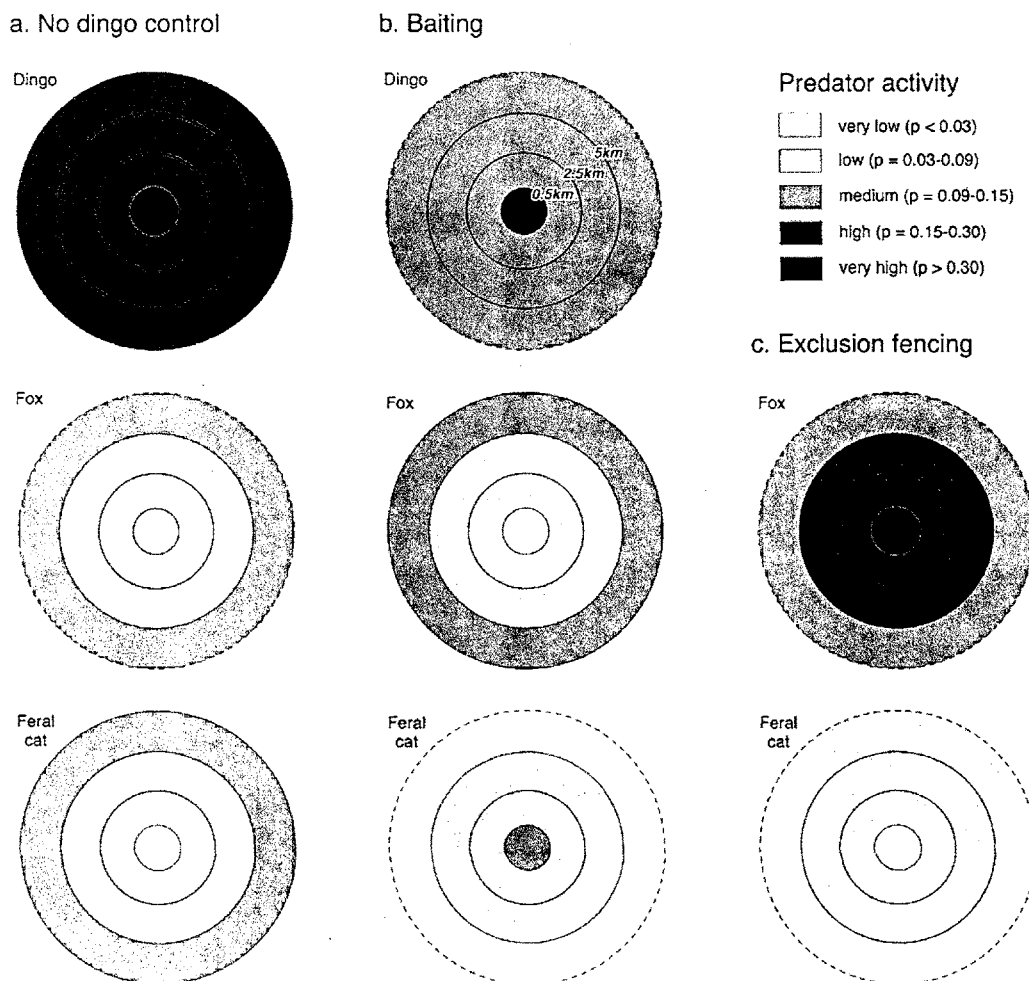 a. No dingo control
Dingo
Fox
Feral
cat
b. Baiting
Dingo
5km
2.5km
0.5km
Fox
Feral
cat
Predator activity
very low (p < 0.03)
low (p = 0.03-0.09)
medium (p = 0.09-0.15)
high (p = 0.15-0.30)
very high (p > 0.30)
c. Exclusion fencing
Fox
Feral
cat